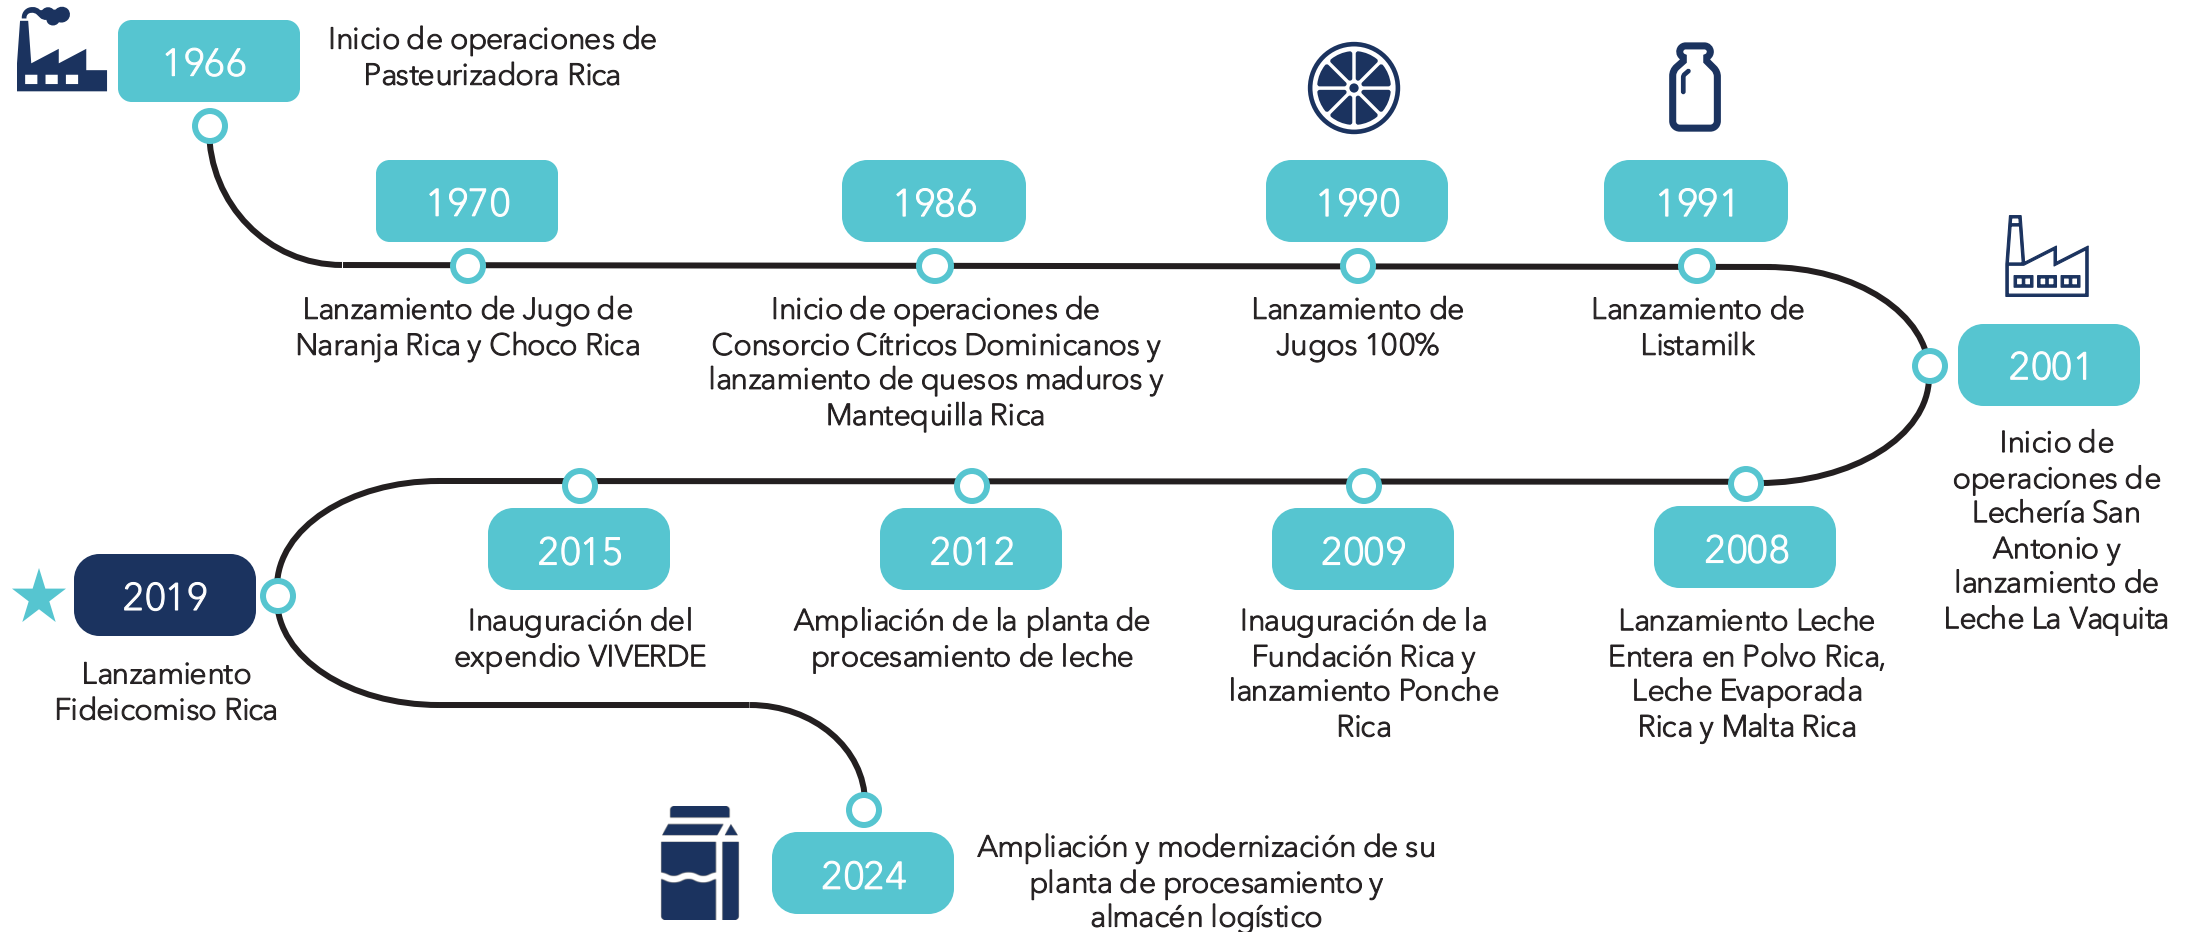 1966
Inicio de operaciones de
Pasteurizadora Rica
1970
Lanzamiento de Jugo de
Naranja Rica y Choco Rica
1986
Inicio de operaciones de
Consorcio Cítricos Dominicanos y
lanzamiento de quesos maduros y
Mantequilla Rica
1990
Lanzamiento de
Jugos 100%
1991
Lanzamiento de
Listamilk
2001
Inicio de
operaciones de
Lechería San
Antonio y
lanzamiento de
Leche La Vaquita
2008
Lanzamiento Leche
Entera en Polvo Rica,
Leche Evaporada
Rica y Malta Rica
2009
Inauguración de la
Fundación Rica y
lanzamiento Ponche
Rica
2012
Ampliación de la planta de
procesamiento de leche
2015
Inauguración del
expendio VIVERDE
2019
Lanzamiento
Fideicomiso Rica
2024
Ampliación y modernización de su
planta de procesamiento y
almacén logístico